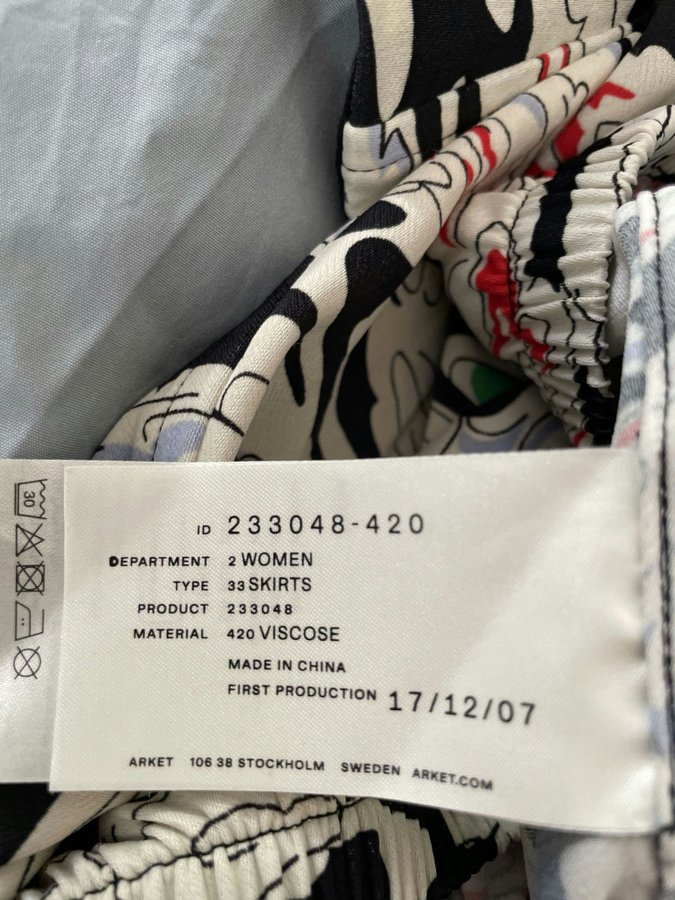 ID 233048-420
DEPARTMENT 2 WOMEN
TYPE 33 SKIRTS
PRODUCT 233048
MATERIAL 420 VISCOSE
MADE IN CHINA
FIRST PRODUCTION 17/12/07
ARKET 106 38 STOCKHOLM SWEDEN ARKET.COM
30